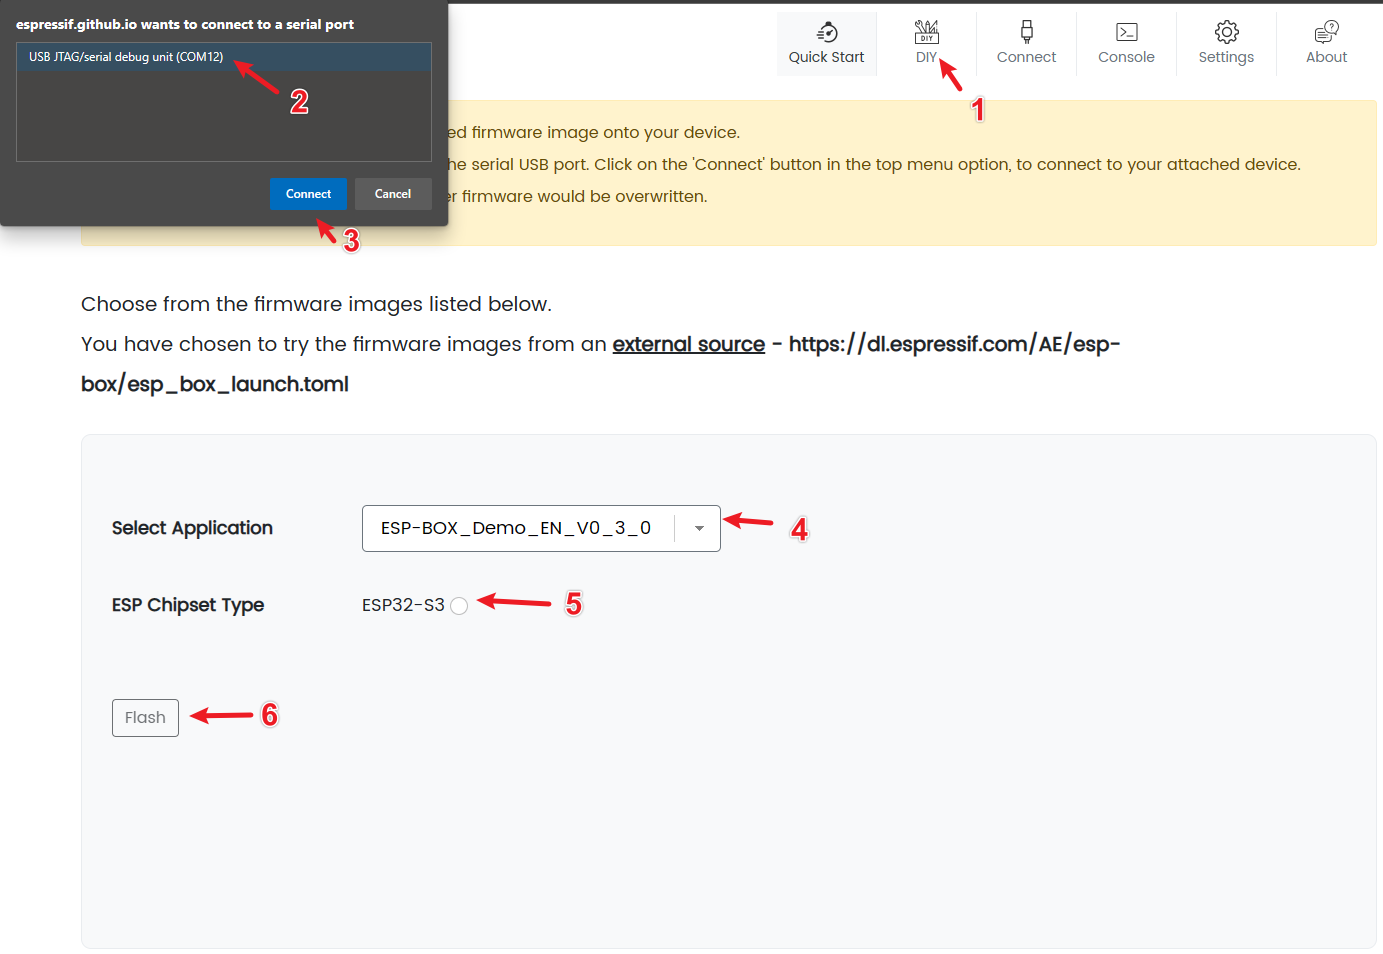 espressif.github.io wants to connect to a serial port
USB JTAG/serial debug unit (COM12)
2
Connect
Cancel
3
Quick Start
DIY
DIY
Connect
Console
Settings
About
1
ed firmware image onto your device.
he serial USB port. Click on the 'Connect' button in the top menu option, to connect to your attached device.
er firmware would be overwritten.
Choose from the firmware images listed below.
You have chosen to try the firmware images from an external source - https://dl.espressif.com/AE/esp-
box/esp_box_launch.toml
Select Application
ESP-BOX_Demo_EN_V0_3_0
4
ESP Chipset Type
ESP32-S3
5
Flash
6